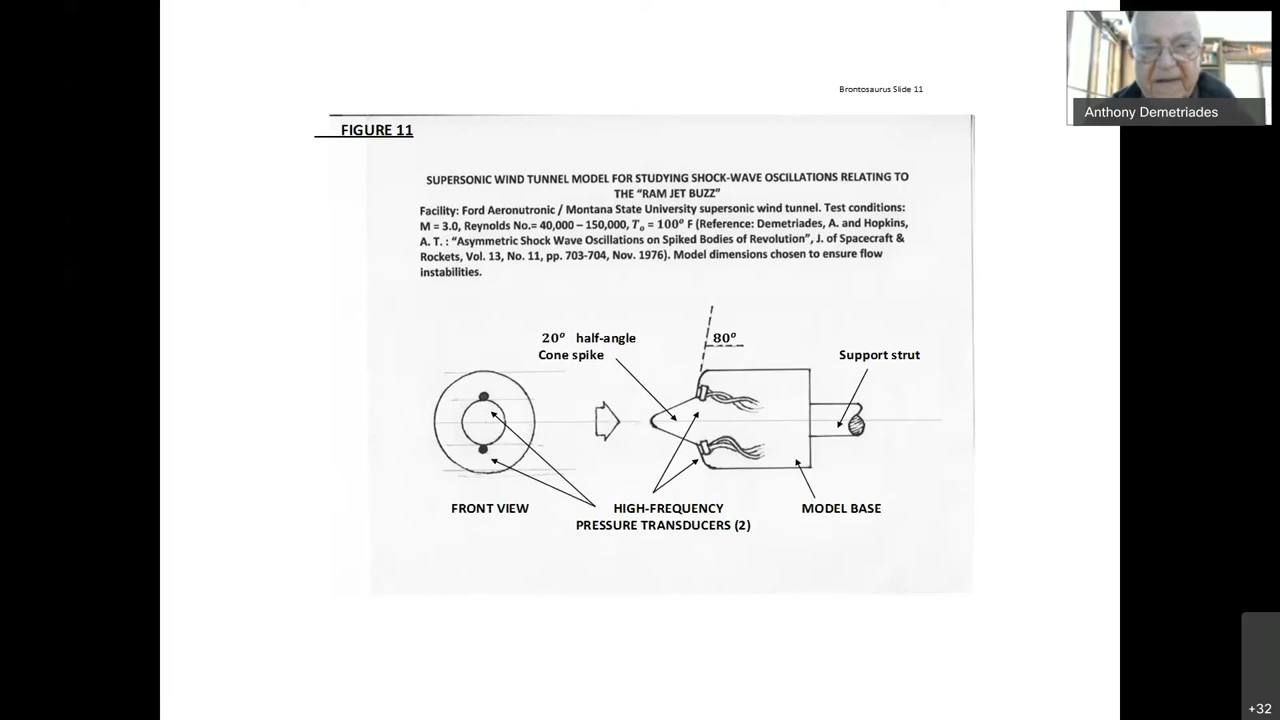 Brontosaurus Slide 11
Anthony Demetriades
FIGURE 11
SUPERSONIC WIND TUNNEL MODEL FOR STUDYING SHOCK-WAVE OSCILLATIONS RELATING TO
THE “RAM JET BUZZ”
Facility: Ford Aeronutronic / Montana State University supersonic wind tunnel. Test conditions:
M = 3.0, Reynolds No.= 40,000 – 150,000, Tₒ = 100° F (Reference: Demetriades, A. and Hopkins,
A. T. : “Asymmetric Shock Wave Oscillations on Spiked Bodies of Revolution”, J. of Spacecraft &
Rockets, Vol. 13, No. 11, pp. 703-704, Nov. 1976). Model dimensions chosen to ensure flow
instabilities.
20° half-angle
Cone spike
80°
Support strut
FRONT VIEW
HIGH-FREQUENCY
PRESSURE TRANSDUCERS (2)
MODEL BASE
+32